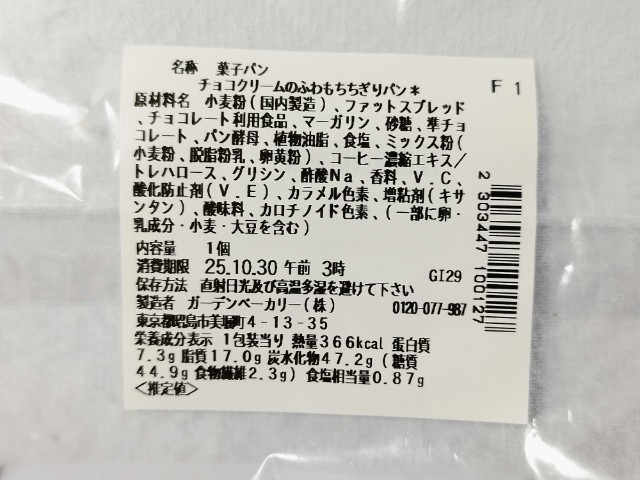 名称 菓子パン
チョコクリームのふわもちちぎりパン* F1
原材料名 小麦粉(国内製造)、ファットスプレッド
、チョコレート利用食品、マーガリン、砂糖、準チョ
コレート、パン酵母、植物油脂、食塩、ミックス粉(
小麦粉、脱脂粉乳、卵黄粉)、コーヒー濃縮エキス/
トレハロース、グリシン、酢酸Na、香料、V.C、
酸化防止剤(V.E)、カラメル色素、増粘剤(キサ
ンタン)、酸味料、カロチノイド色素、(一部に卵・
乳成分・小麦・大豆を含む)
内容量 1個
消費期限 25.10.30 午前 3時 GI29
保存方法 直射日光及び高温多湿を避けて下さい
製造者 ガーデンベーカリー(株) 0120-077-987
東京都昭島市美堀町4-13-35
栄養成分表示 1包装当り 熱量366kcal 蛋白質
7.3g 脂質17.0g 炭水化物47.2g(糖質
44.9g 食物繊維2.3g) 食塩相当量0.87g
<推定値>
2 303447 100127